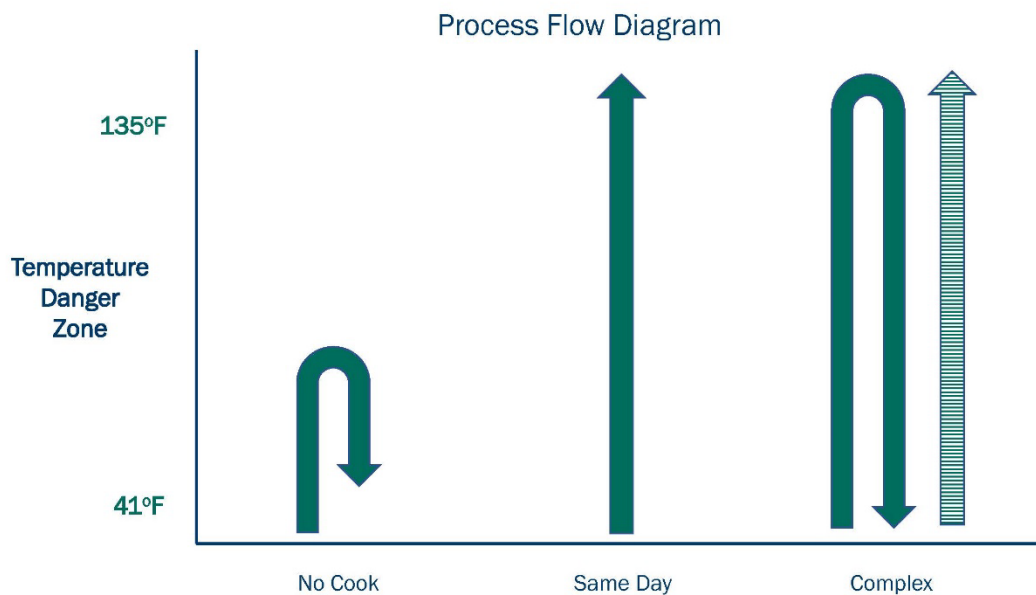 Process Flow Diagram
135ºF
Temperature
Danger
Zone
41ºF
No Cook
Same Day
Complex